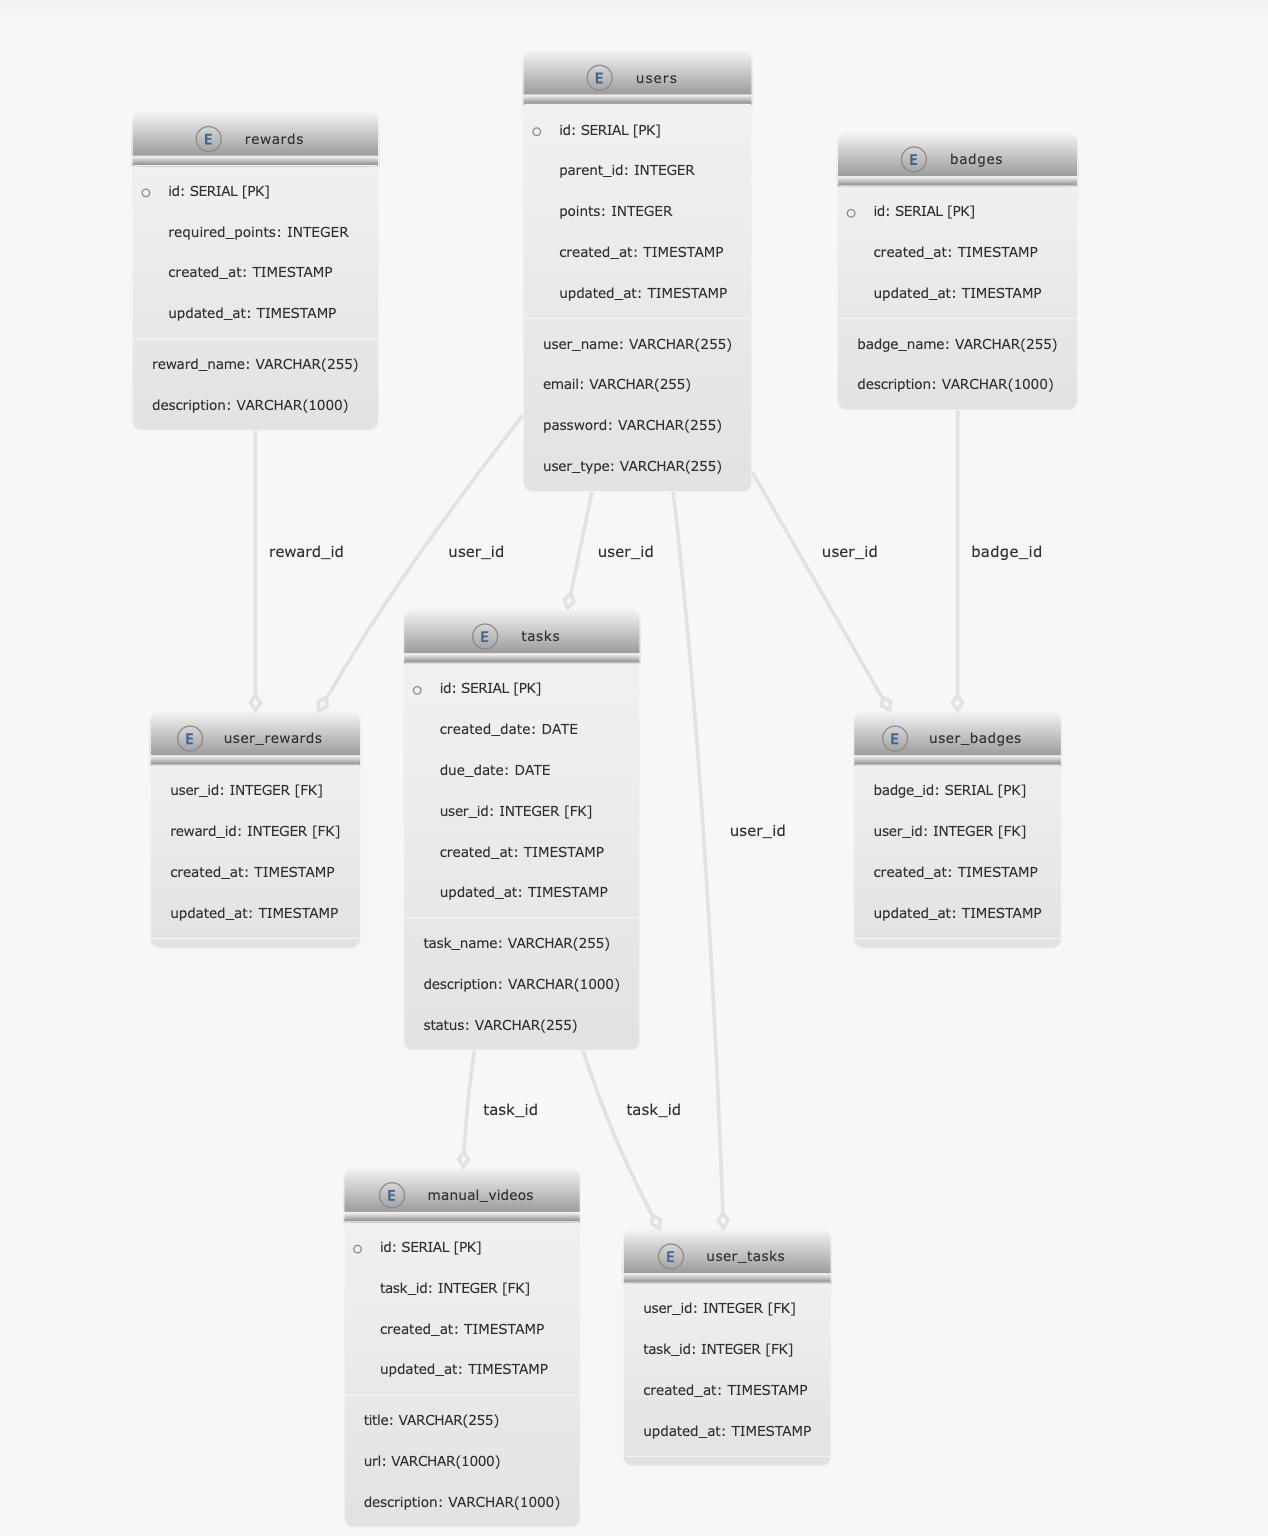 E users
id: SERIAL [PK]
parent_id: INTEGER
points: INTEGER
created_at: TIMESTAMP
updated_at: TIMESTAMP
user_name: VARCHAR(255)
email: VARCHAR(255)
password: VARCHAR(255)
user_type: VARCHAR(255)
E rewards
id: SERIAL [PK]
required_points: INTEGER
created_at: TIMESTAMP
updated_at: TIMESTAMP
reward_name: VARCHAR(255)
description: VARCHAR(1000)
E badges
id: SERIAL [PK]
created_at: TIMESTAMP
updated_at: TIMESTAMP
badge_name: VARCHAR(255)
description: VARCHAR(1000)
reward_id
user_id
user_id
user_id
badge_id
E tasks
id: SERIAL [PK]
created_date: DATE
due_date: DATE
user_id: INTEGER [FK]
created_at: TIMESTAMP
updated_at: TIMESTAMP
task_name: VARCHAR(255)
description: VARCHAR(1000)
status: VARCHAR(255)
E user_rewards
user_id: INTEGER [FK]
reward_id: INTEGER [FK]
created_at: TIMESTAMP
updated_at: TIMESTAMP
user_id
E user_badges
badge_id: SERIAL [PK]
user_id: INTEGER [FK]
created_at: TIMESTAMP
updated_at: TIMESTAMP
task_id
task_id
E manual_videos
id: SERIAL [PK]
task_id: INTEGER [FK]
created_at: TIMESTAMP
updated_at: TIMESTAMP
title: VARCHAR(255)
url: VARCHAR(1000)
description: VARCHAR(1000)
E user_tasks
user_id: INTEGER [FK]
task_id: INTEGER [FK]
created_at: TIMESTAMP
updated_at: TIMESTAMP